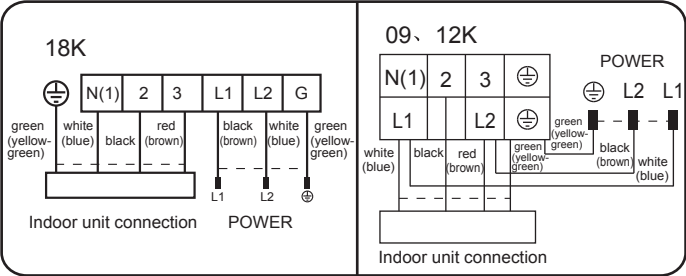 18K
N(1) 2 3 L1 L2 G
green
(yellow-
green)
white
(blue)
black
red
(brown)
black
(brown)
white
(blue)
green
(yellow-
green)
L1 L2
Indoor unit connection
POWER
09、12K
POWER
N(1) 2 3
L2 L1
L1 L2
green
(yellow-
green)
white
(blue)
black
red
(brown)
green
(yellow-
green)
black
(brown)
white
(blue)
Indoor unit connection